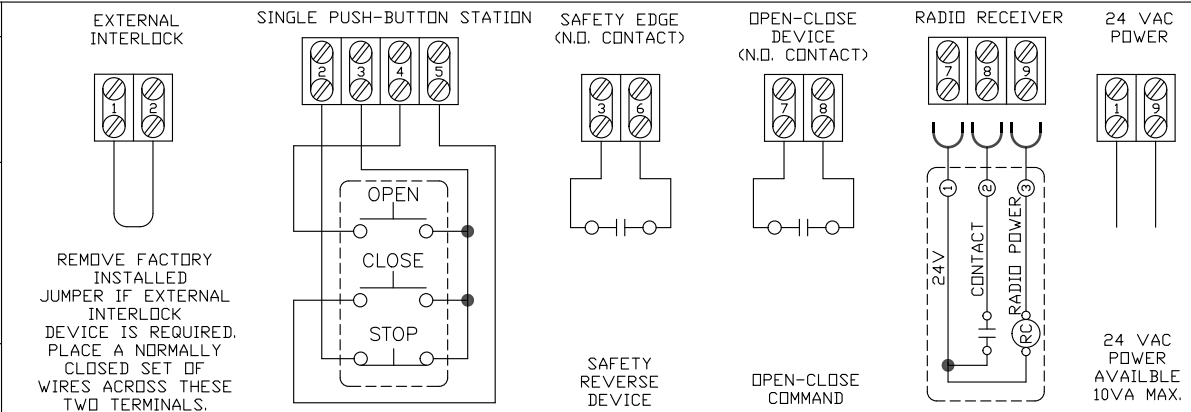 EXTERNAL
INTERLOCK
1 2
REMOVE FACTORY
INSTALLED
JUMPER IF EXTERNAL
INTERLOCK
DEVICE IS REQUIRED.
PLACE A NORMALLY
CLOSED SET OF
WIRES ACROSS THESE
TWO TERMINALS.
SINGLE PUSH-BUTTON STATION
2 3 4 5
OPEN
CLOSE
STOP
SAFETY EDGE
(N.O. CONTACT)
3 6
SAFETY
REVERSE
DEVICE
OPEN-CLOSE
DEVICE
(N.O. CONTACT)
7 8
OPEN-CLOSE
COMMAND
RADIO RECEIVER
7 8 9
1 2 3
24V
CONTACT
RADIO POWER
RC
24 VAC
POWER
1 9
24 VAC
POWER
AVAILBLE
10VA MAX.